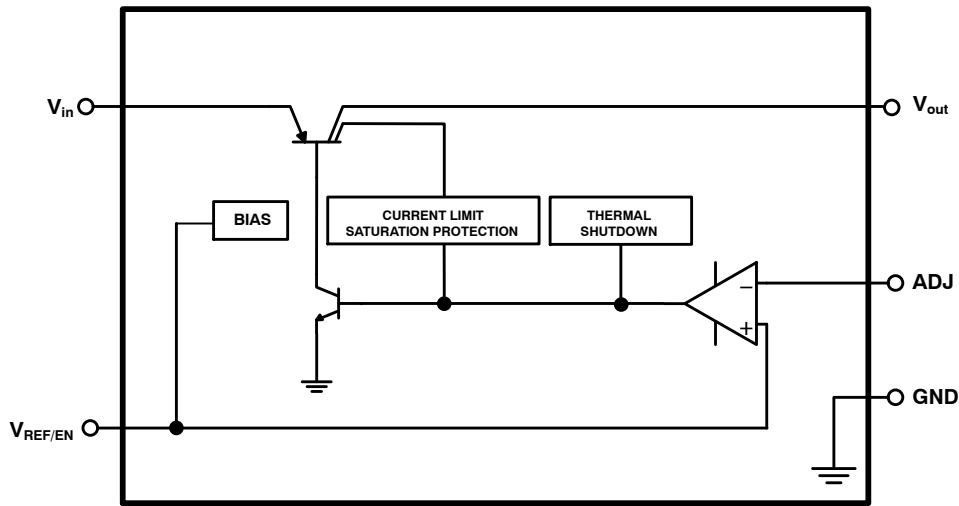 Vin
Vout
BIAS
CURRENT LIMIT
SATURATION PROTECTION
THERMAL
SHUTDOWN
−
ADJ
+
GND
VREF/EN